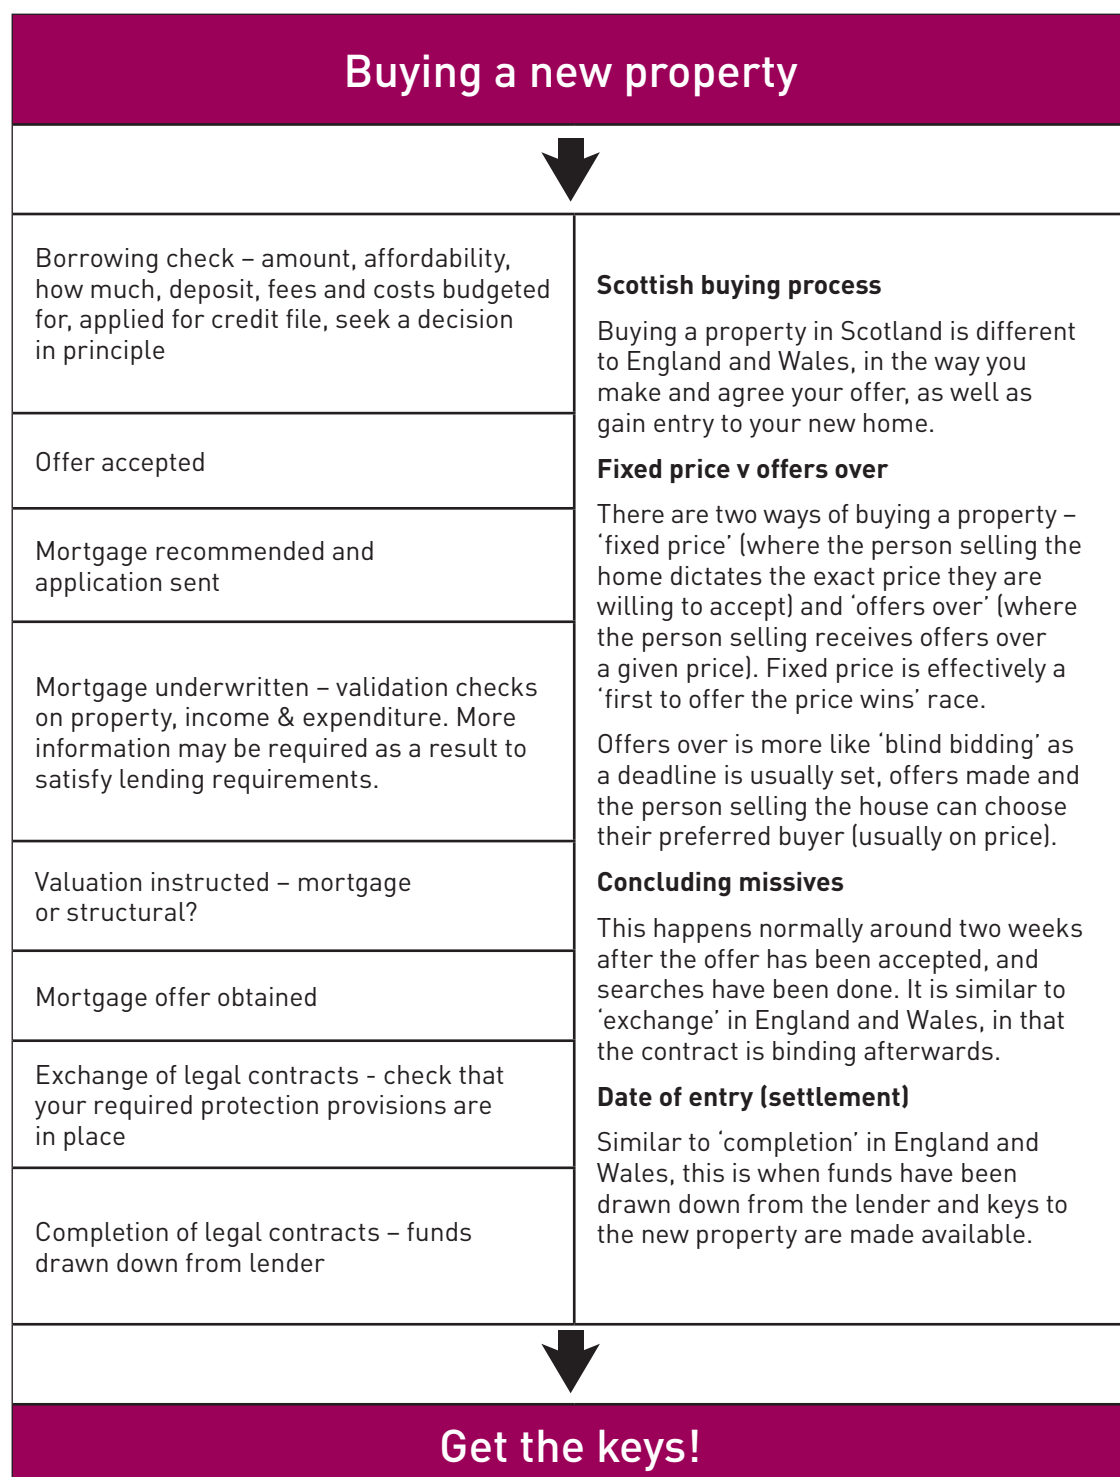 Buying a new property
Borrowing check – amount, affordability,
how much, deposit, fees and costs budgeted
for, applied for credit file, seek a decision
in principle
Offer accepted
Mortgage recommended and
application sent
Mortgage underwritten – validation checks
on property, income & expenditure. More
information may be required as a result to
satisfy lending requirements.
Valuation instructed – mortgage
or structural?
Mortgage offer obtained
Exchange of legal contracts - check that
your required protection provisions are
in place
Completion of legal contracts – funds
drawn down from lender
Scottish buying process
Buying a property in Scotland is different
to England and Wales, in the way you
make and agree your offer, as well as
gain entry to your new home.
Fixed price v offers over
There are two ways of buying a property –
‘fixed price’ (where the person selling the
home dictates the exact price they are
willing to accept) and ‘offers over’ (where
the person selling receives offers over
a given price). Fixed price is effectively a
‘first to offer the price wins’ race.
Offers over is more like ‘blind bidding’ as
a deadline is usually set, offers made and
the person selling the house can choose
their preferred buyer (usually on price).
Concluding missives
This happens normally around two weeks
after the offer has been accepted, and
searches have been done. It is similar to
‘exchange’ in England and Wales, in that
the contract is binding afterwards.
Date of entry (settlement)
Similar to ‘completion’ in England and
Wales, this is when funds have been
drawn down from the lender and keys to
the new property are made available.
Get the keys!